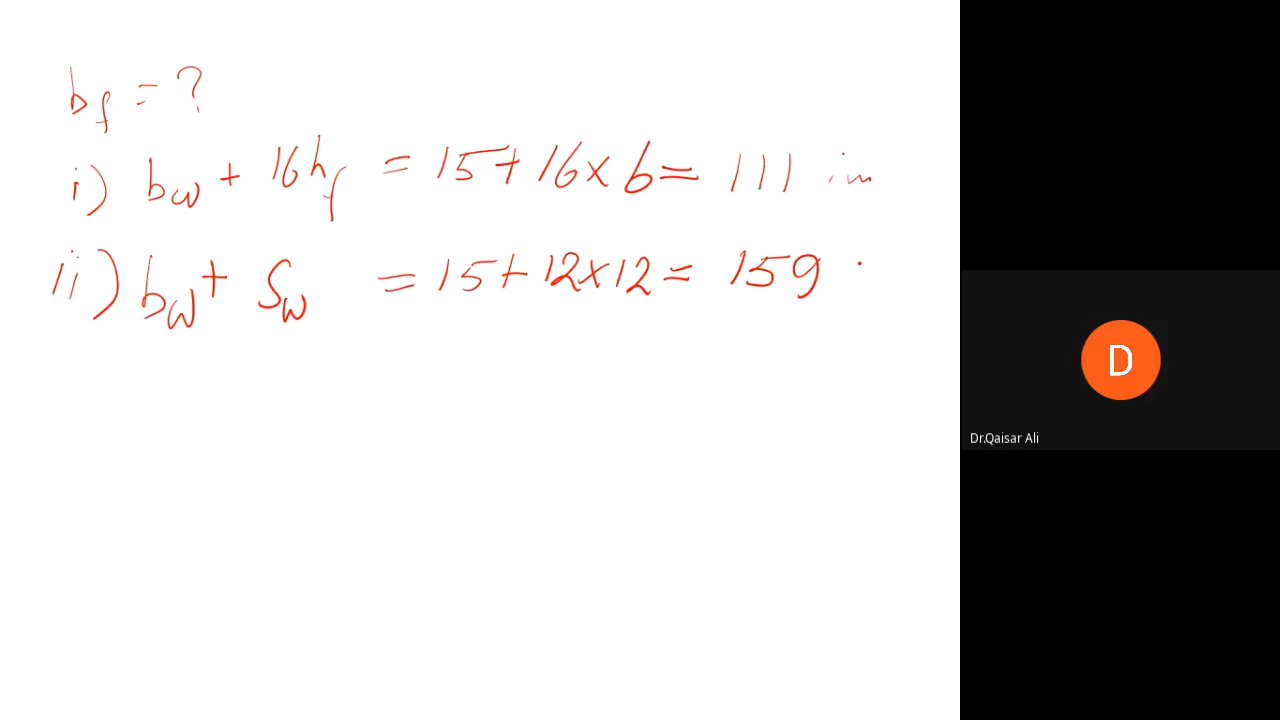 bf = ?
i) bw + 16hf = 15 + 16 x 6 = 111 in
ii) bw + Sw = 15 + 12 x 12 = 159
D
Dr.Qaisar Ali